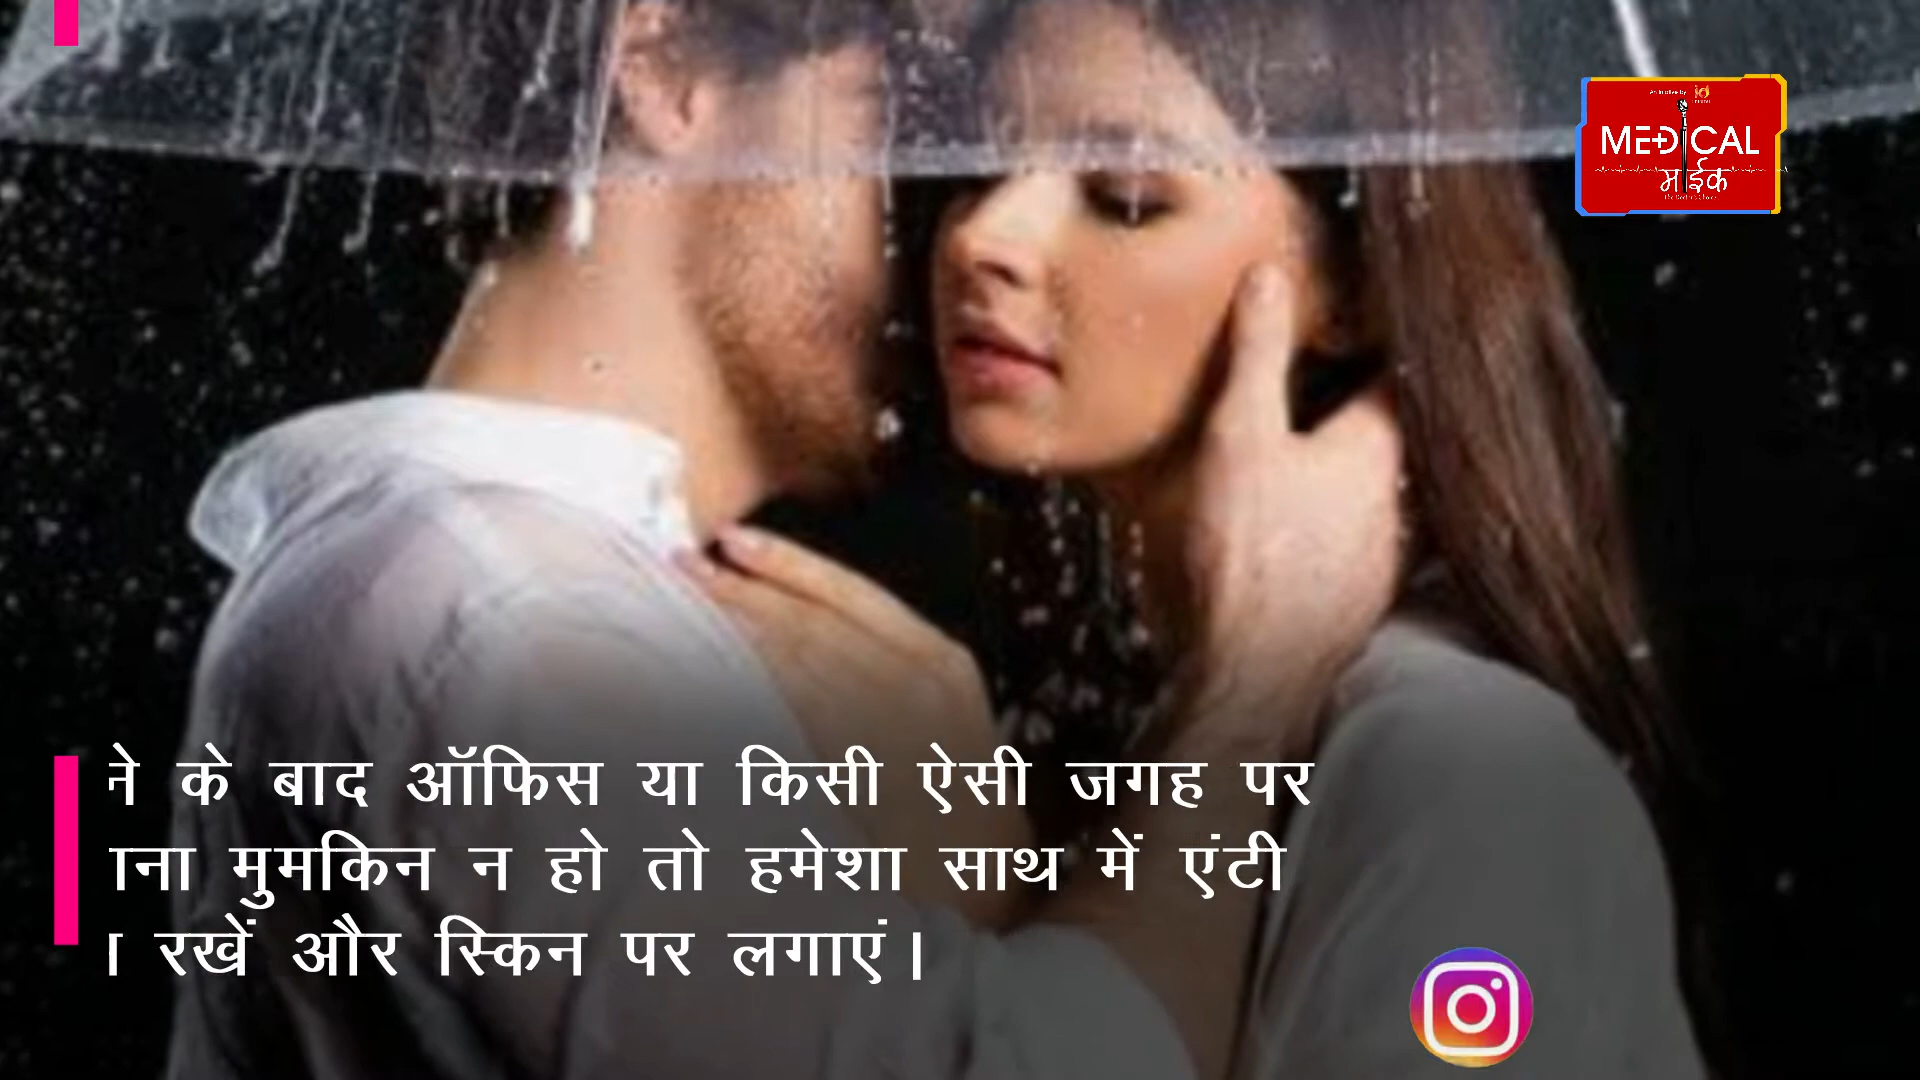 MEDICAL
माईक
ने के बाद ऑफिस या किसी ऐसी जगह पर
ाना मुमकिन न हो तो हमेशा साथ में एंटी
ा रखें और स्किन पर लगाएं।